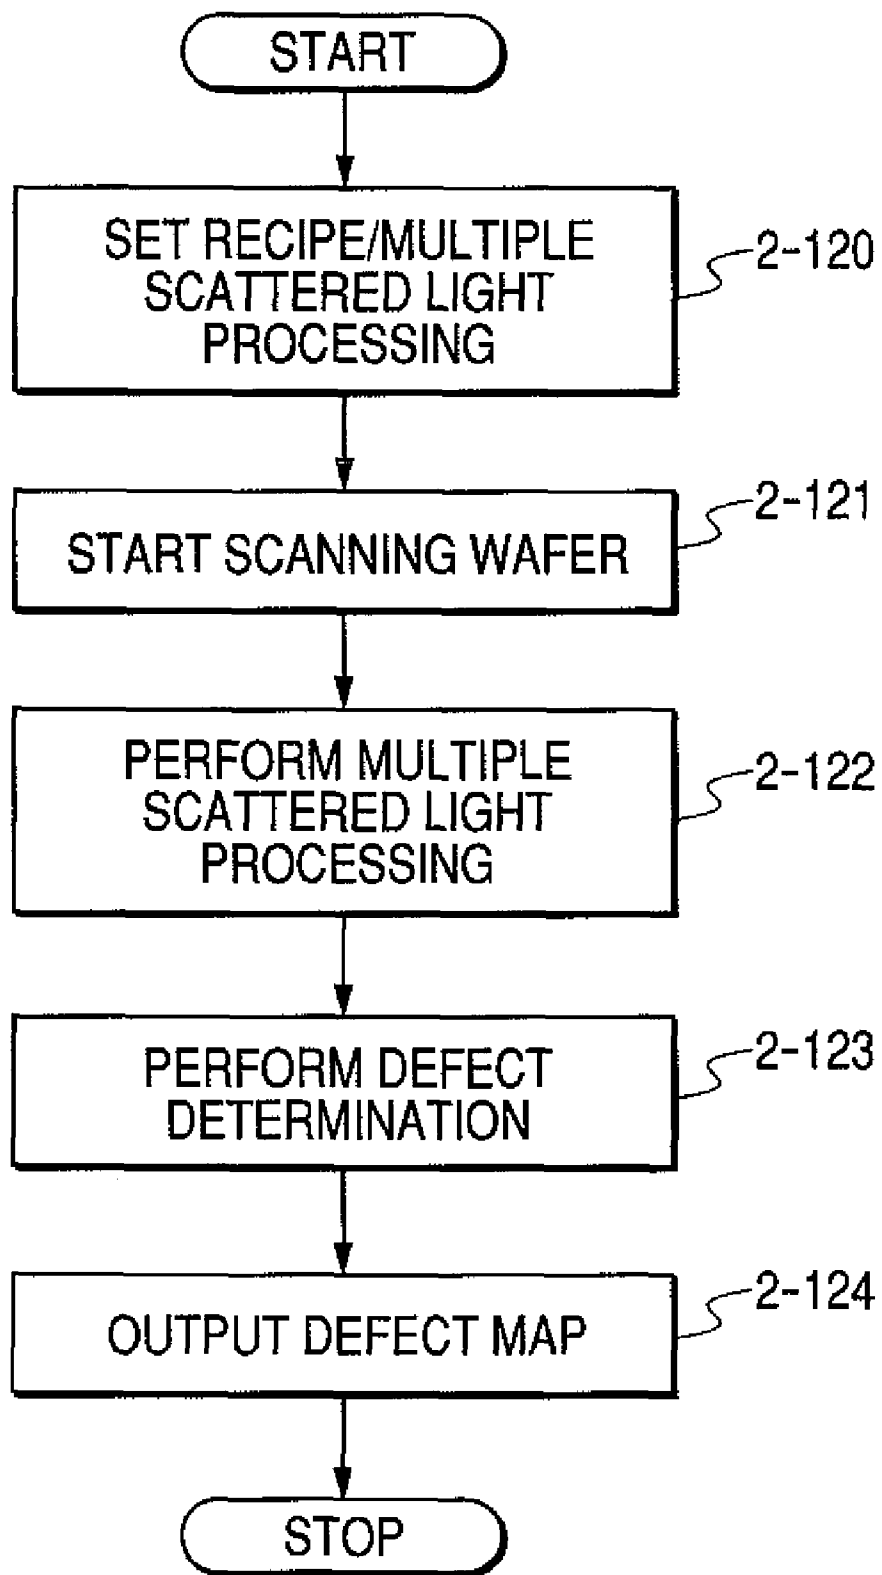 START
SET RECIPE/MULTIPLE
SCATTERED LIGHT
PROCESSING
2-120
START SCANNING WAFER
2-121
PERFORM MULTIPLE
SCATTERED LIGHT
PROCESSING
2-122
PERFORM DEFECT
DETERMINATION
2-123
OUTPUT DEFECT MAP
2-124
STOP